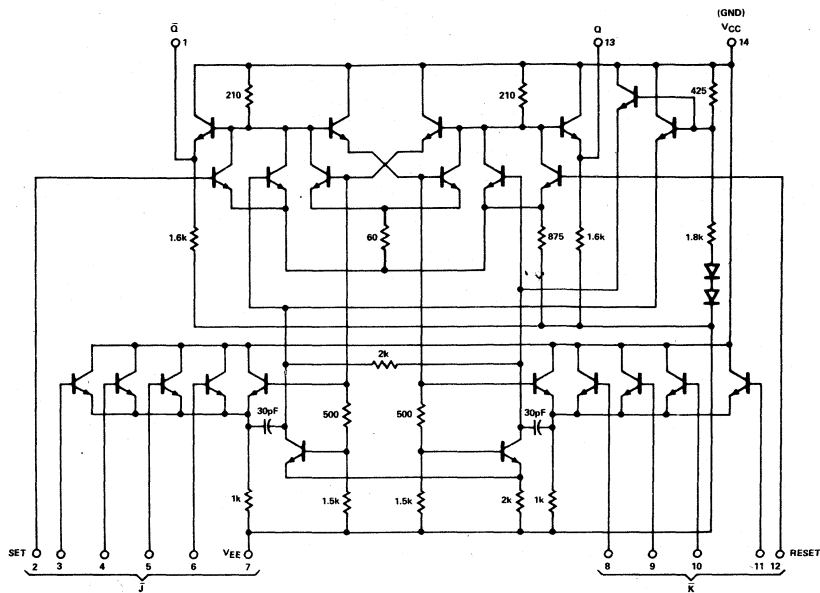 (GND)
Q̅ Q VCC
1 13 14
210 210 425
1.6k 60 875 1.6k 1.8k
2k
30pF 500 500 30pF
1k 1.5k 1.5k 2k 1k
SET VEE RESET
2 3 4 5 6 7 8 9 10 11 12
J̅ K̅